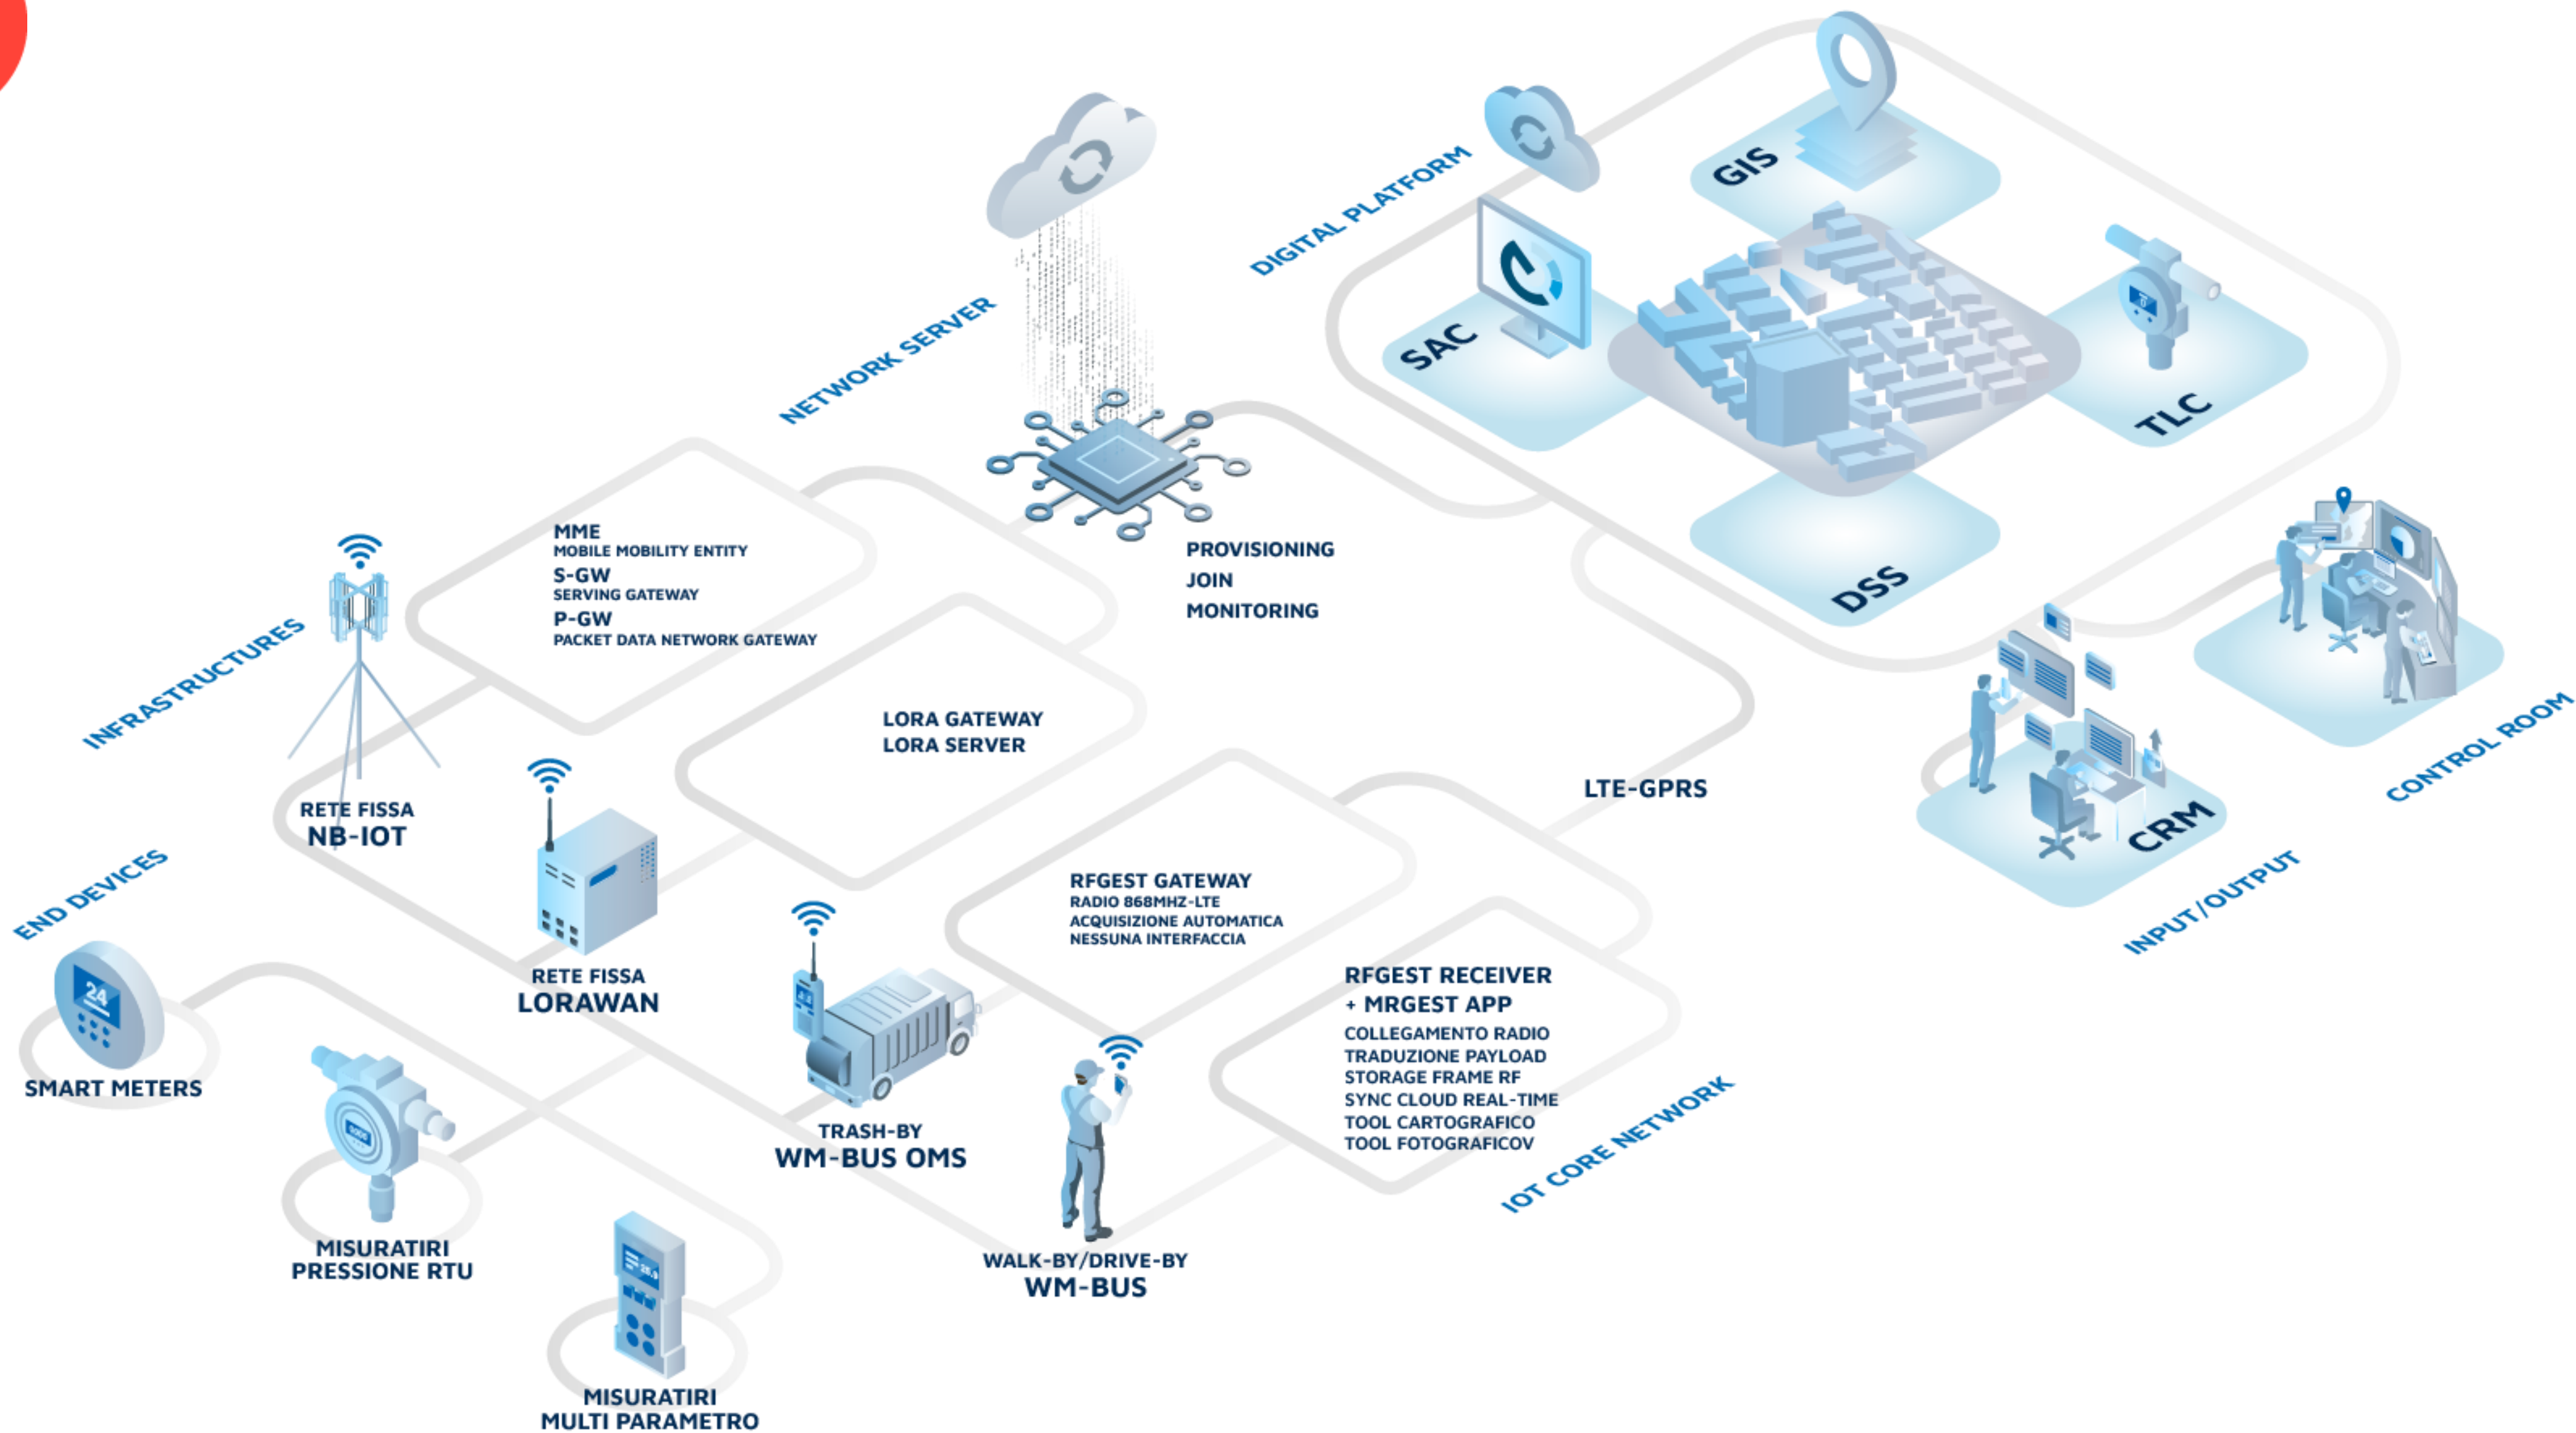 DIGITAL PLATFORM
GIS
SAC
TLC
DSS
NETWORK SERVER
PROVISIONING
JOIN
MONITORING
MME
MOBILE MOBILITY ENTITY
S-GW
SERVING GATEWAY
P-GW
PACKET DATA NETWORK GATEWAY
INFRASTRUCTURES
RETE FISSA
NB-IOT
LORA GATEWAY
LORA SERVER
LTE-GPRS
CONTROL ROOM
CRM
INPUT/OUTPUT
END DEVICES
24
SMART METERS
RETE FISSA
LORAWAN
RFGEST GATEWAY
RADIO 868MHZ-LTE
ACQUISIZIONE AUTOMATICA
NESSUNA INTERFACCIA
RFGEST RECEIVER
+ MRGEST APP
COLLEGAMENTO RADIO
TRADUZIONE PAYLOAD
STORAGE FRAME RF
SYNC CLOUD REAL-TIME
TOOL CARTOGRAFICO
TOOL FOTOGRAFICOV
IOT CORE NETWORK
TRASH-BY
WM-BUS OMS
WALK-BY/DRIVE-BY
WM-BUS
MISURATIRI
PRESSIONE RTU
MISURATIRI
MULTI PARAMETRO